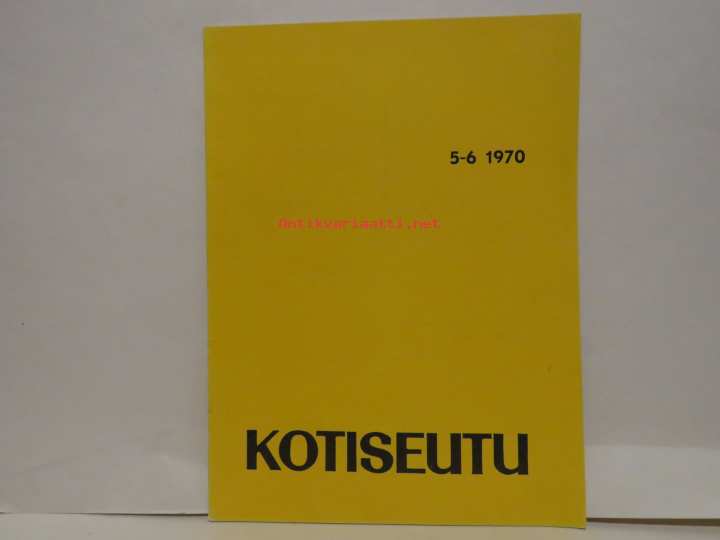 5-6 1970
Antikvariaatti.net
KOTISEUTU